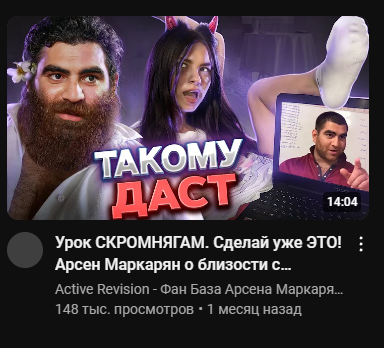 ТАКОМУ
ДАСТ
14:04
Урок СКРОМНЯГАМ. Сделай уже ЭТО!
Арсен Маркарян о близости с...
Active Revision - Фан База Арсена Маркаря...
148 тыс. просмотров • 1 месяц назад